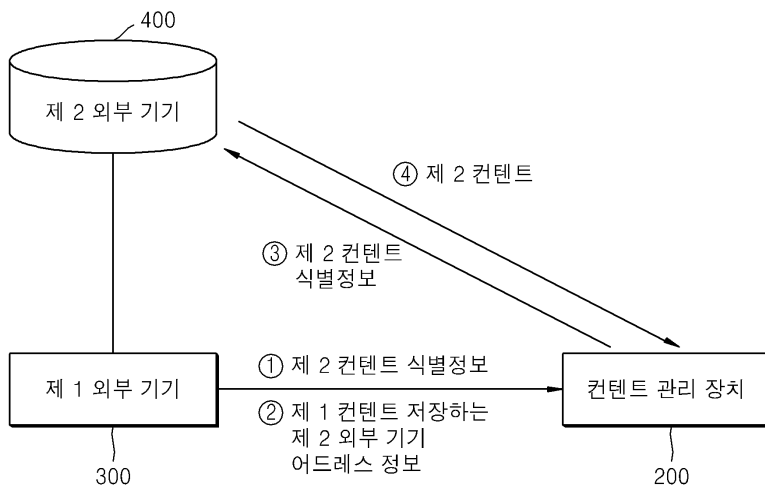 400
제 2 외부 기기
④ 제 2 컨텐트
③ 제 2 컨텐트
식별정보
제 1 외부 기기
300
① 제 2 컨텐트 식별정보
② 제 1 컨텐트 저장하는
제 2 외부 기기
어드레스 정보
컨텐트 관리 장치
200